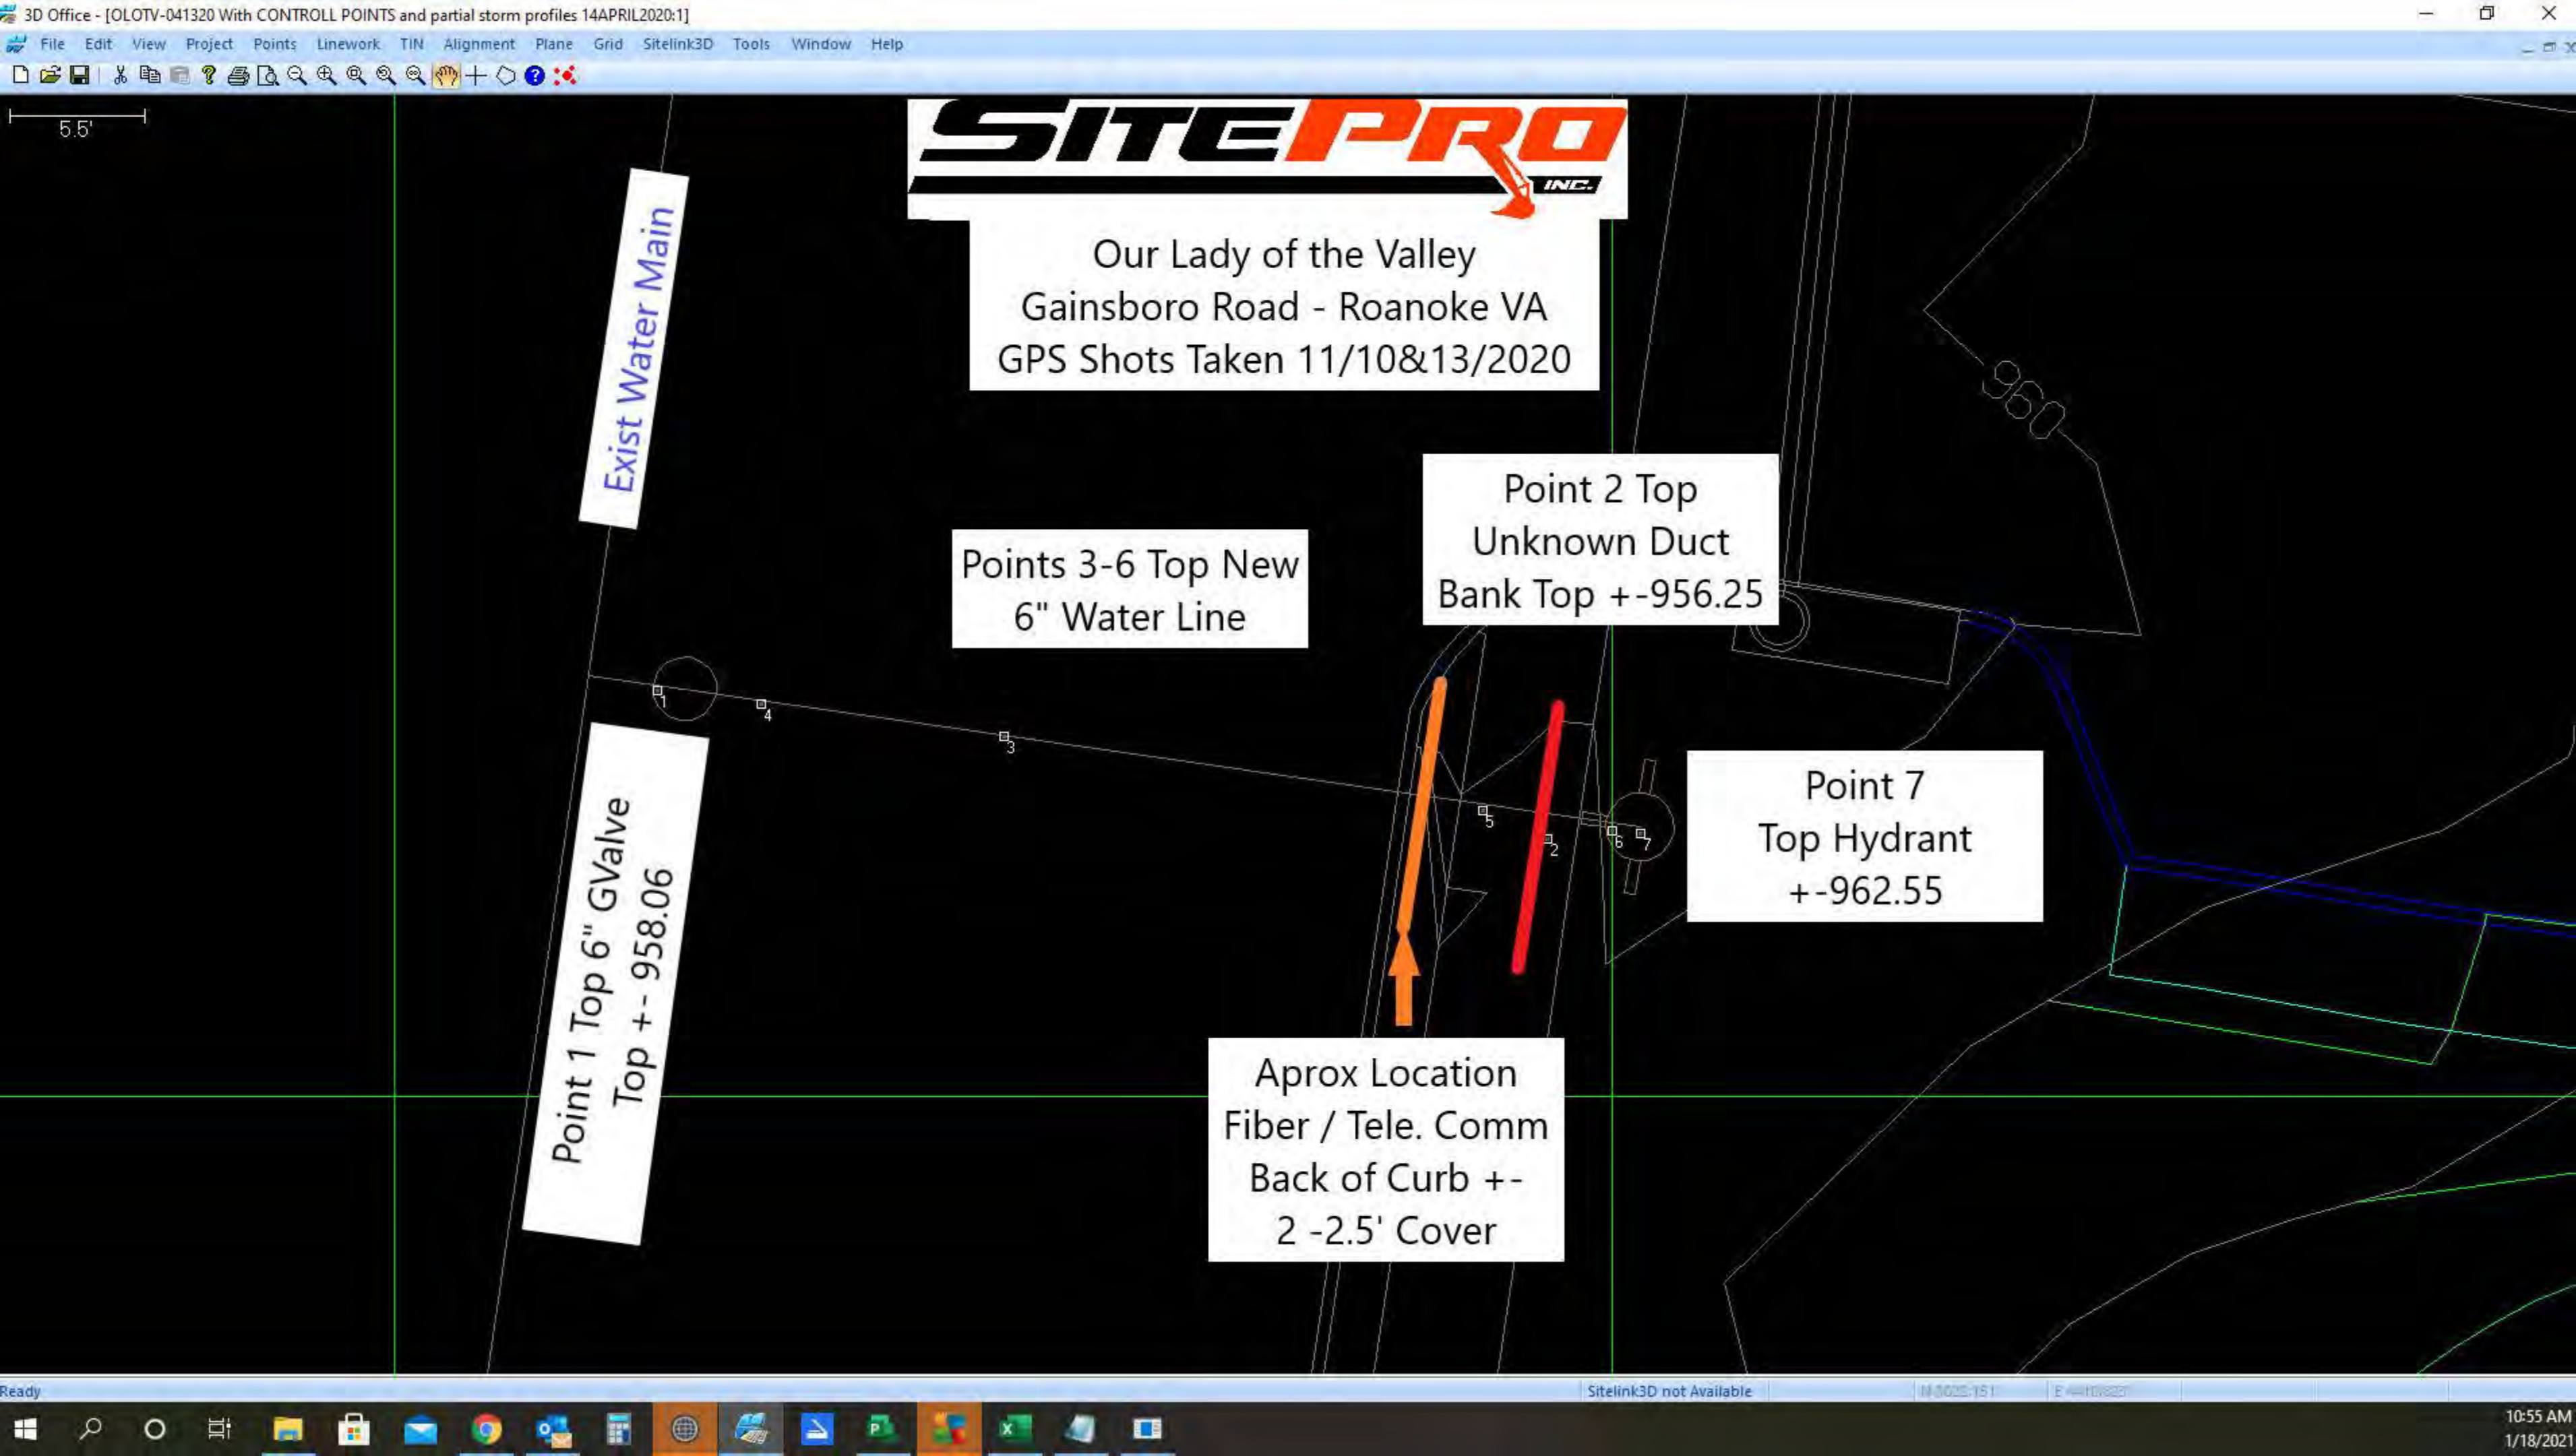 3D Office - [OLOTV-041320 With CONTROLL POINTS and partial storm profiles 14APRIL2020:1]
File Edit View Project Points Linework TIN Alignment Plane Grid Sitelink3D Tools Window Help
5.5'
SITEPRO
INC.
Our Lady of the Valley
Gainsboro Road - Roanoke VA
GPS Shots Taken 11/10&13/2020
Exist Water Main
960
Point 2 Top
Unknown Duct
Bank Top +-956.25
Points 3-6 Top New
6" Water Line
1
4
3
5
2
6
7
Point 7
Top Hydrant
+-962.55
Point 1 Top 6" GValve
Top +- 958.06
Aprox Location
Fiber / Tele. Comm
Back of Curb +-
2 -2.5' Cover
Ready
Sitelink3D not Available
10:55 AM
1/18/2021